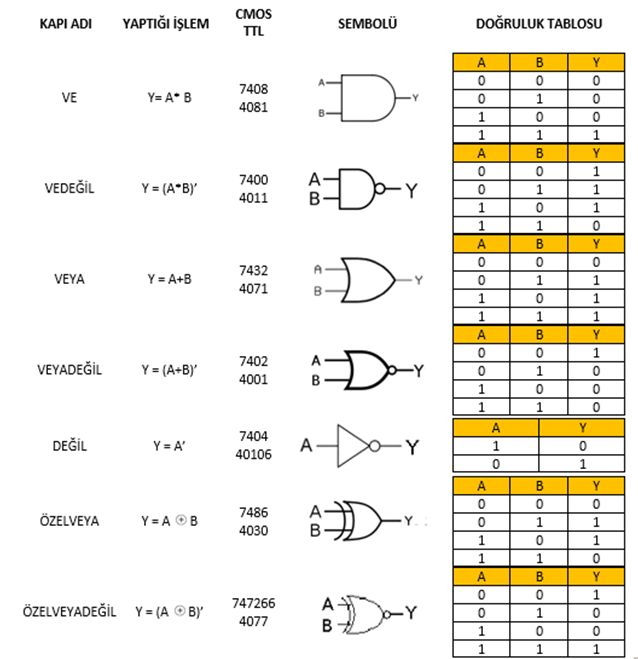 KAPI ADI YAPTIĞI İŞLEM CMOS TTL SEMBOLÜ DOĞRULUK TABLOSU
A B Y
0 0 0
VE Y= A* B 7408 4081 A B Y
0 1 0
1 0 0
1 1 1
A B Y
0 0 1
VEDEĞİL Y = (A*B)’ 7400 4011 A B Y
0 1 1
1 0 1
1 1 0
A B Y
0 0 0
VEYA Y = A+B 7432 4071 A B Y
0 1 1
1 0 1
1 1 1
A B Y
0 0 1
VEYADEĞİL Y = (A+B)’ 7402 4001 A B Y
0 1 0
1 0 0
1 1 0
A Y
DEĞİL Y = A’ 7404 40106 A Y
1 0
0 1
A B Y
0 0 0
ÖZELVEYA Y = A ⊕ B 7486 4030 A B Y
0 1 1
1 0 1
1 1 0
A B Y
0 0 1
ÖZELVEYADEĞİL Y = (A ⊕ B)’ 747266 4077 A B Y
0 1 0
1 0 0
1 1 1